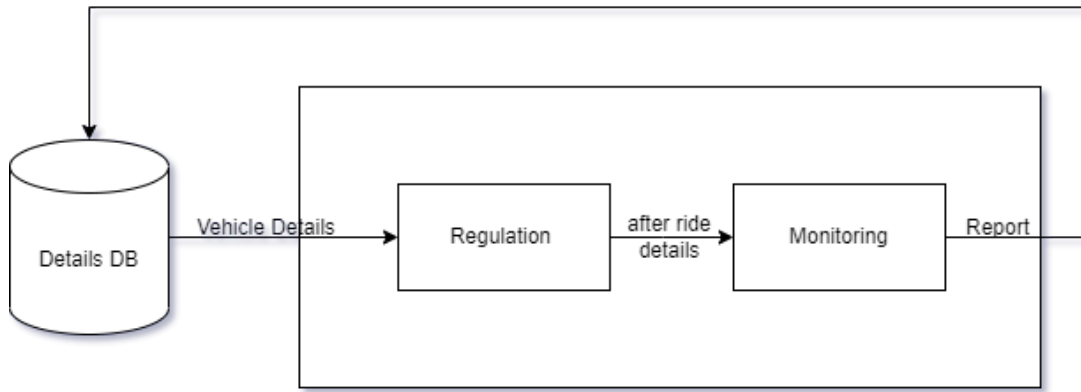 Vehicle Details
Details DB
Regulation
after ride
details
Monitoring
Report